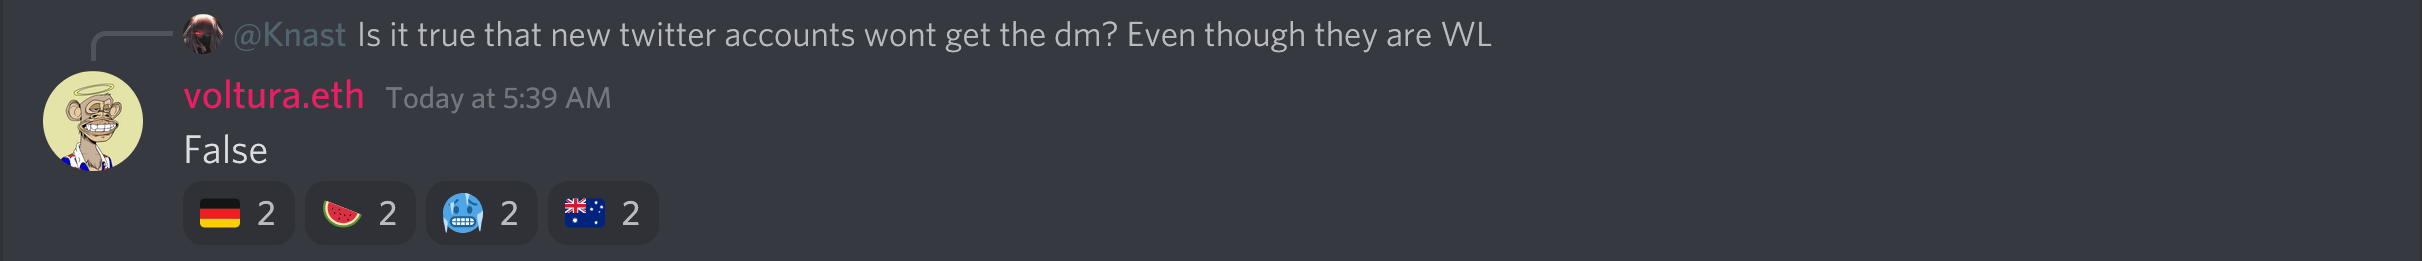 @Knast Is it true that new twitter accounts wont get the dm? Even though they are WL
voltura.eth Today at 5:39 AM
False
2 2 2 2